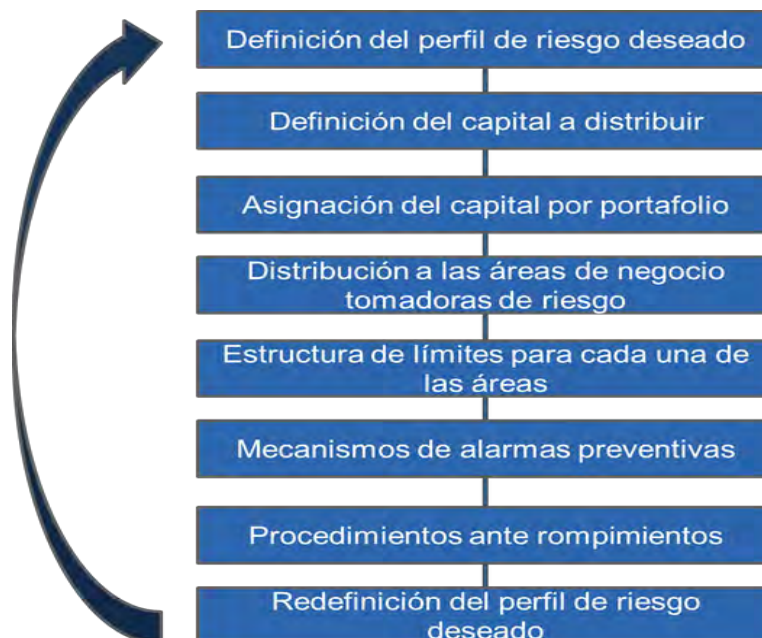 Definición del perfil de riesgo deseado
Definición del capital a distribuir
Asignación del capital por portafolio
Distribución a las áreas de negocio
tomadoras de riesgo
Estructura de límites para cada una de
las áreas
Mecanismos de alarmas preventivas
Procedimientos ante rompimientos
Redefinición del perfil de riesgo
deseado